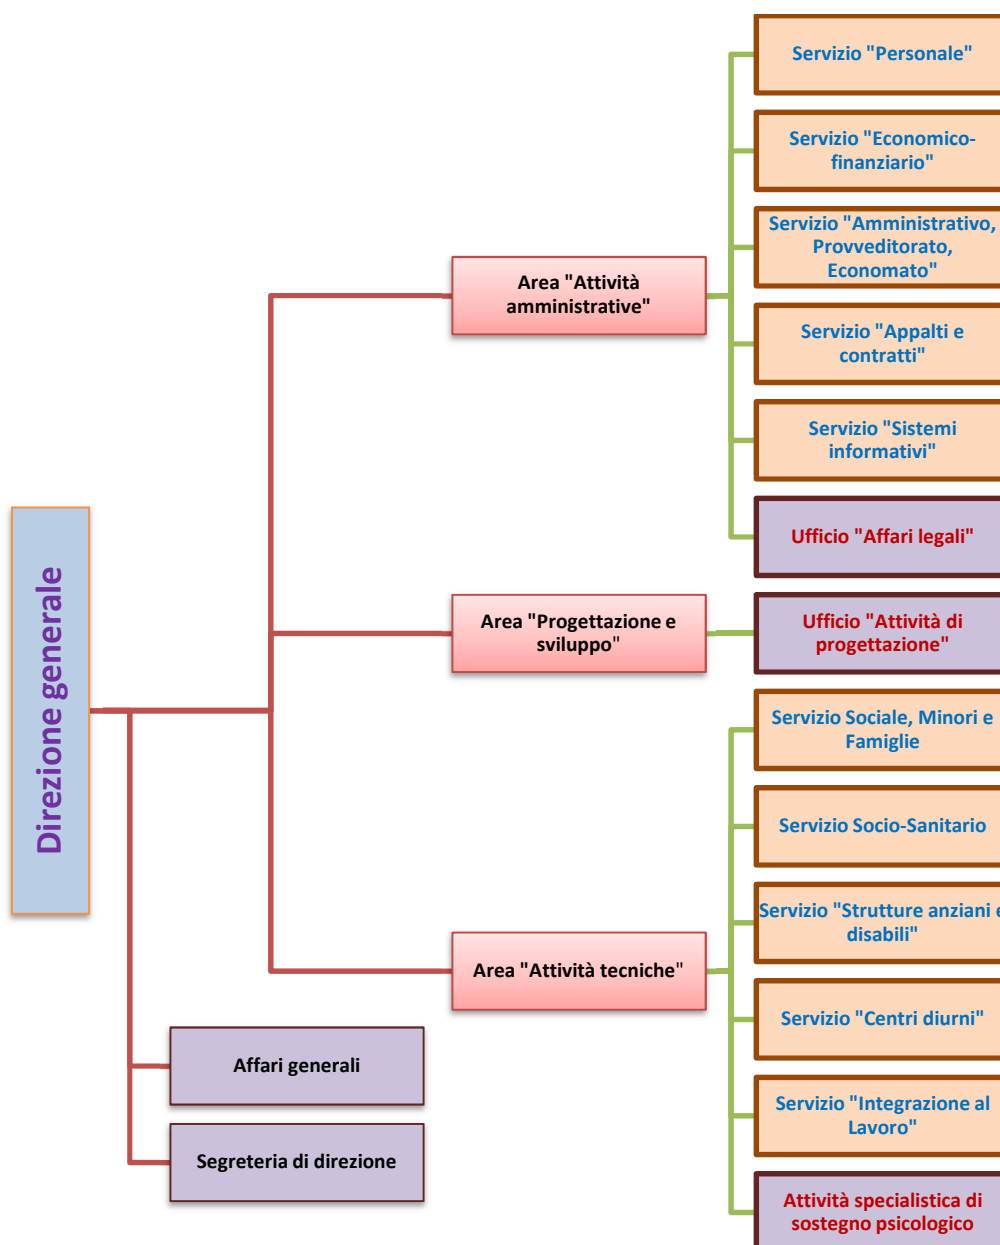 Direzione generale
Area "Attività
amministrative"
Servizio "Personale"
Servizio "Economico-
finanziario"
Servizio "Amministrativo,
Provveditorato,
Economato"
Servizio "Appalti e
contratti"
Servizio "Sistemi
informativi"
Ufficio "Affari legali"
Area "Progettazione e
sviluppo"
Ufficio "Attività di
progettazione"
Area "Attività tecniche"
Servizio Sociale, Minori e
Famiglie
Servizio Socio-Sanitario
Servizio "Strutture anziani e
disabili"
Servizio "Centri diurni"
Servizio "Integrazione al
Lavoro"
Attività specialistica di
sostegno psicologico
Affari generali
Segreteria di direzione